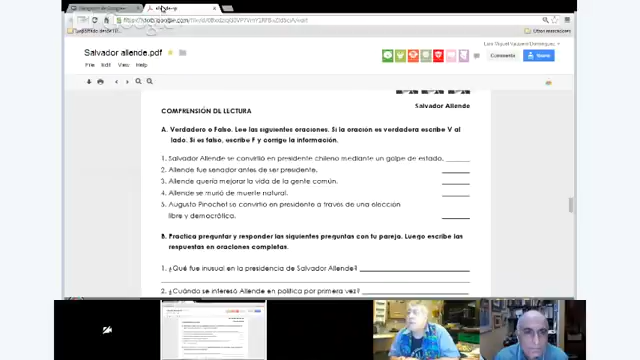 Salvador allende.pdf
File Edit View Help
Comments
Share
Salvador Allende
COMPRENSIÓN DE LECTURA
A. Verdadero o Falso. Lee las siguientes oraciones. Si la oración es verdadera escribe V al
lado. Si es falso, escribe F y corrige la información.
1. Salvador Allende se convirtió en presidente chileno mediante un golpe de estado.
2. Allende fue senador antes de ser presidente.
3. Allende quería mejorar la vida de la gente común.
4. Allende se murió de muerte natural.
5. Augusto Pinochet se convirtió en presidente a través de una elección
libre y democrática.
B. Practica preguntar y responder las siguientes preguntas con tu pareja. Luego escribe las
respuestas en oraciones completas.
1. ¿Qué fue inusual en la presidencia de Salvador Allende?
2. ¿Cuándo se interesó Allende en política por primera vez?